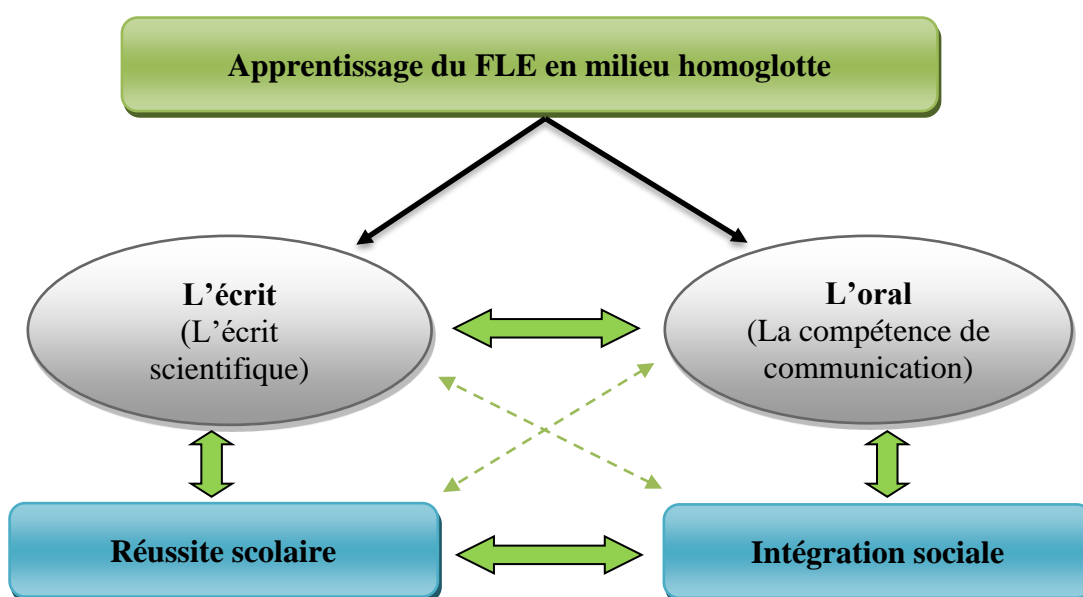 Apprentissage du FLE en milieu homoglotte
L’écrit
(L’écrit
scientifique)
L’oral
(La compétence de
communication)
Réussite scolaire
Intégration sociale